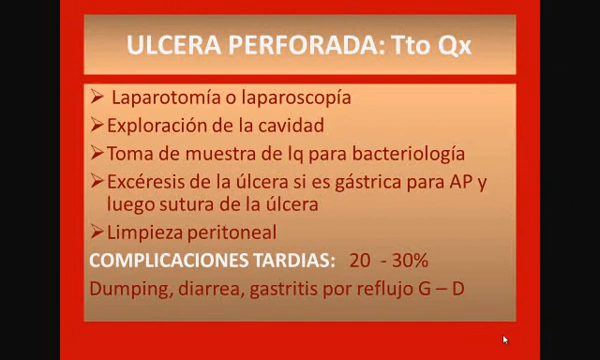 ULCERA PERFORADA: Tto Qx
➢ Laparotomía o laparoscopía
➢ Exploración de la cavidad
➢ Toma de muestra de lq para bacteriología
➢ Excéresis de la úlcera si es gástrica para AP y
luego sutura de la úlcera
➢ Limpieza peritoneal
COMPLICACIONES TARDIAS: 20 - 30%
Dumping, diarrea, gastritis por reflujo G – D